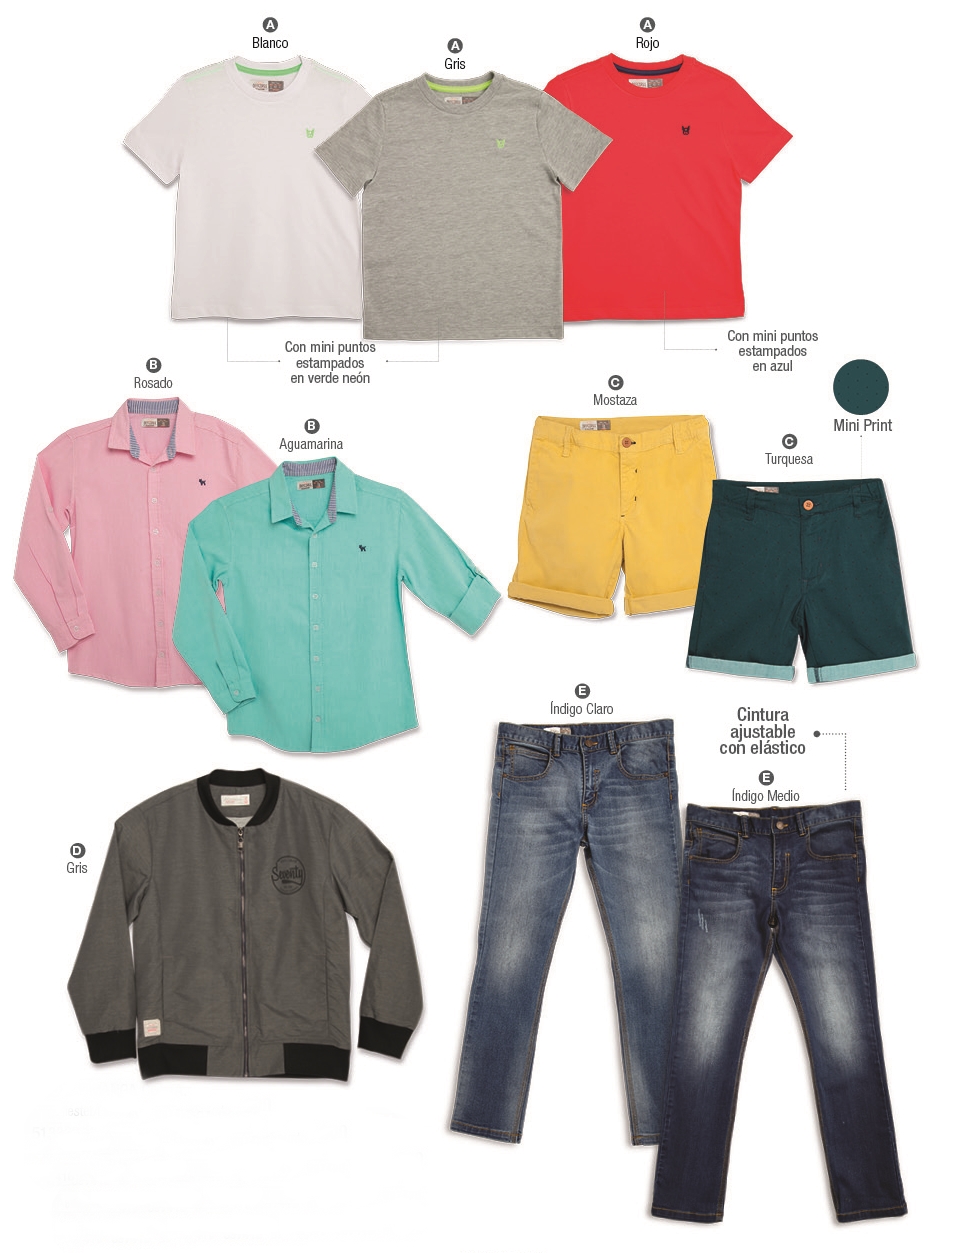 A
Blanco
A
Gris
A
Rojo
Con mini puntos
estampados
en verde neón
Con mini puntos
estampados
en azul
B
Rosado
B
Aguamarina
C
Mostaza
C
Turquesa
Mini Print
D
Gris
Serenity
E
Índigo Claro
Cintura
ajustable
con elástico
E
Índigo Medio